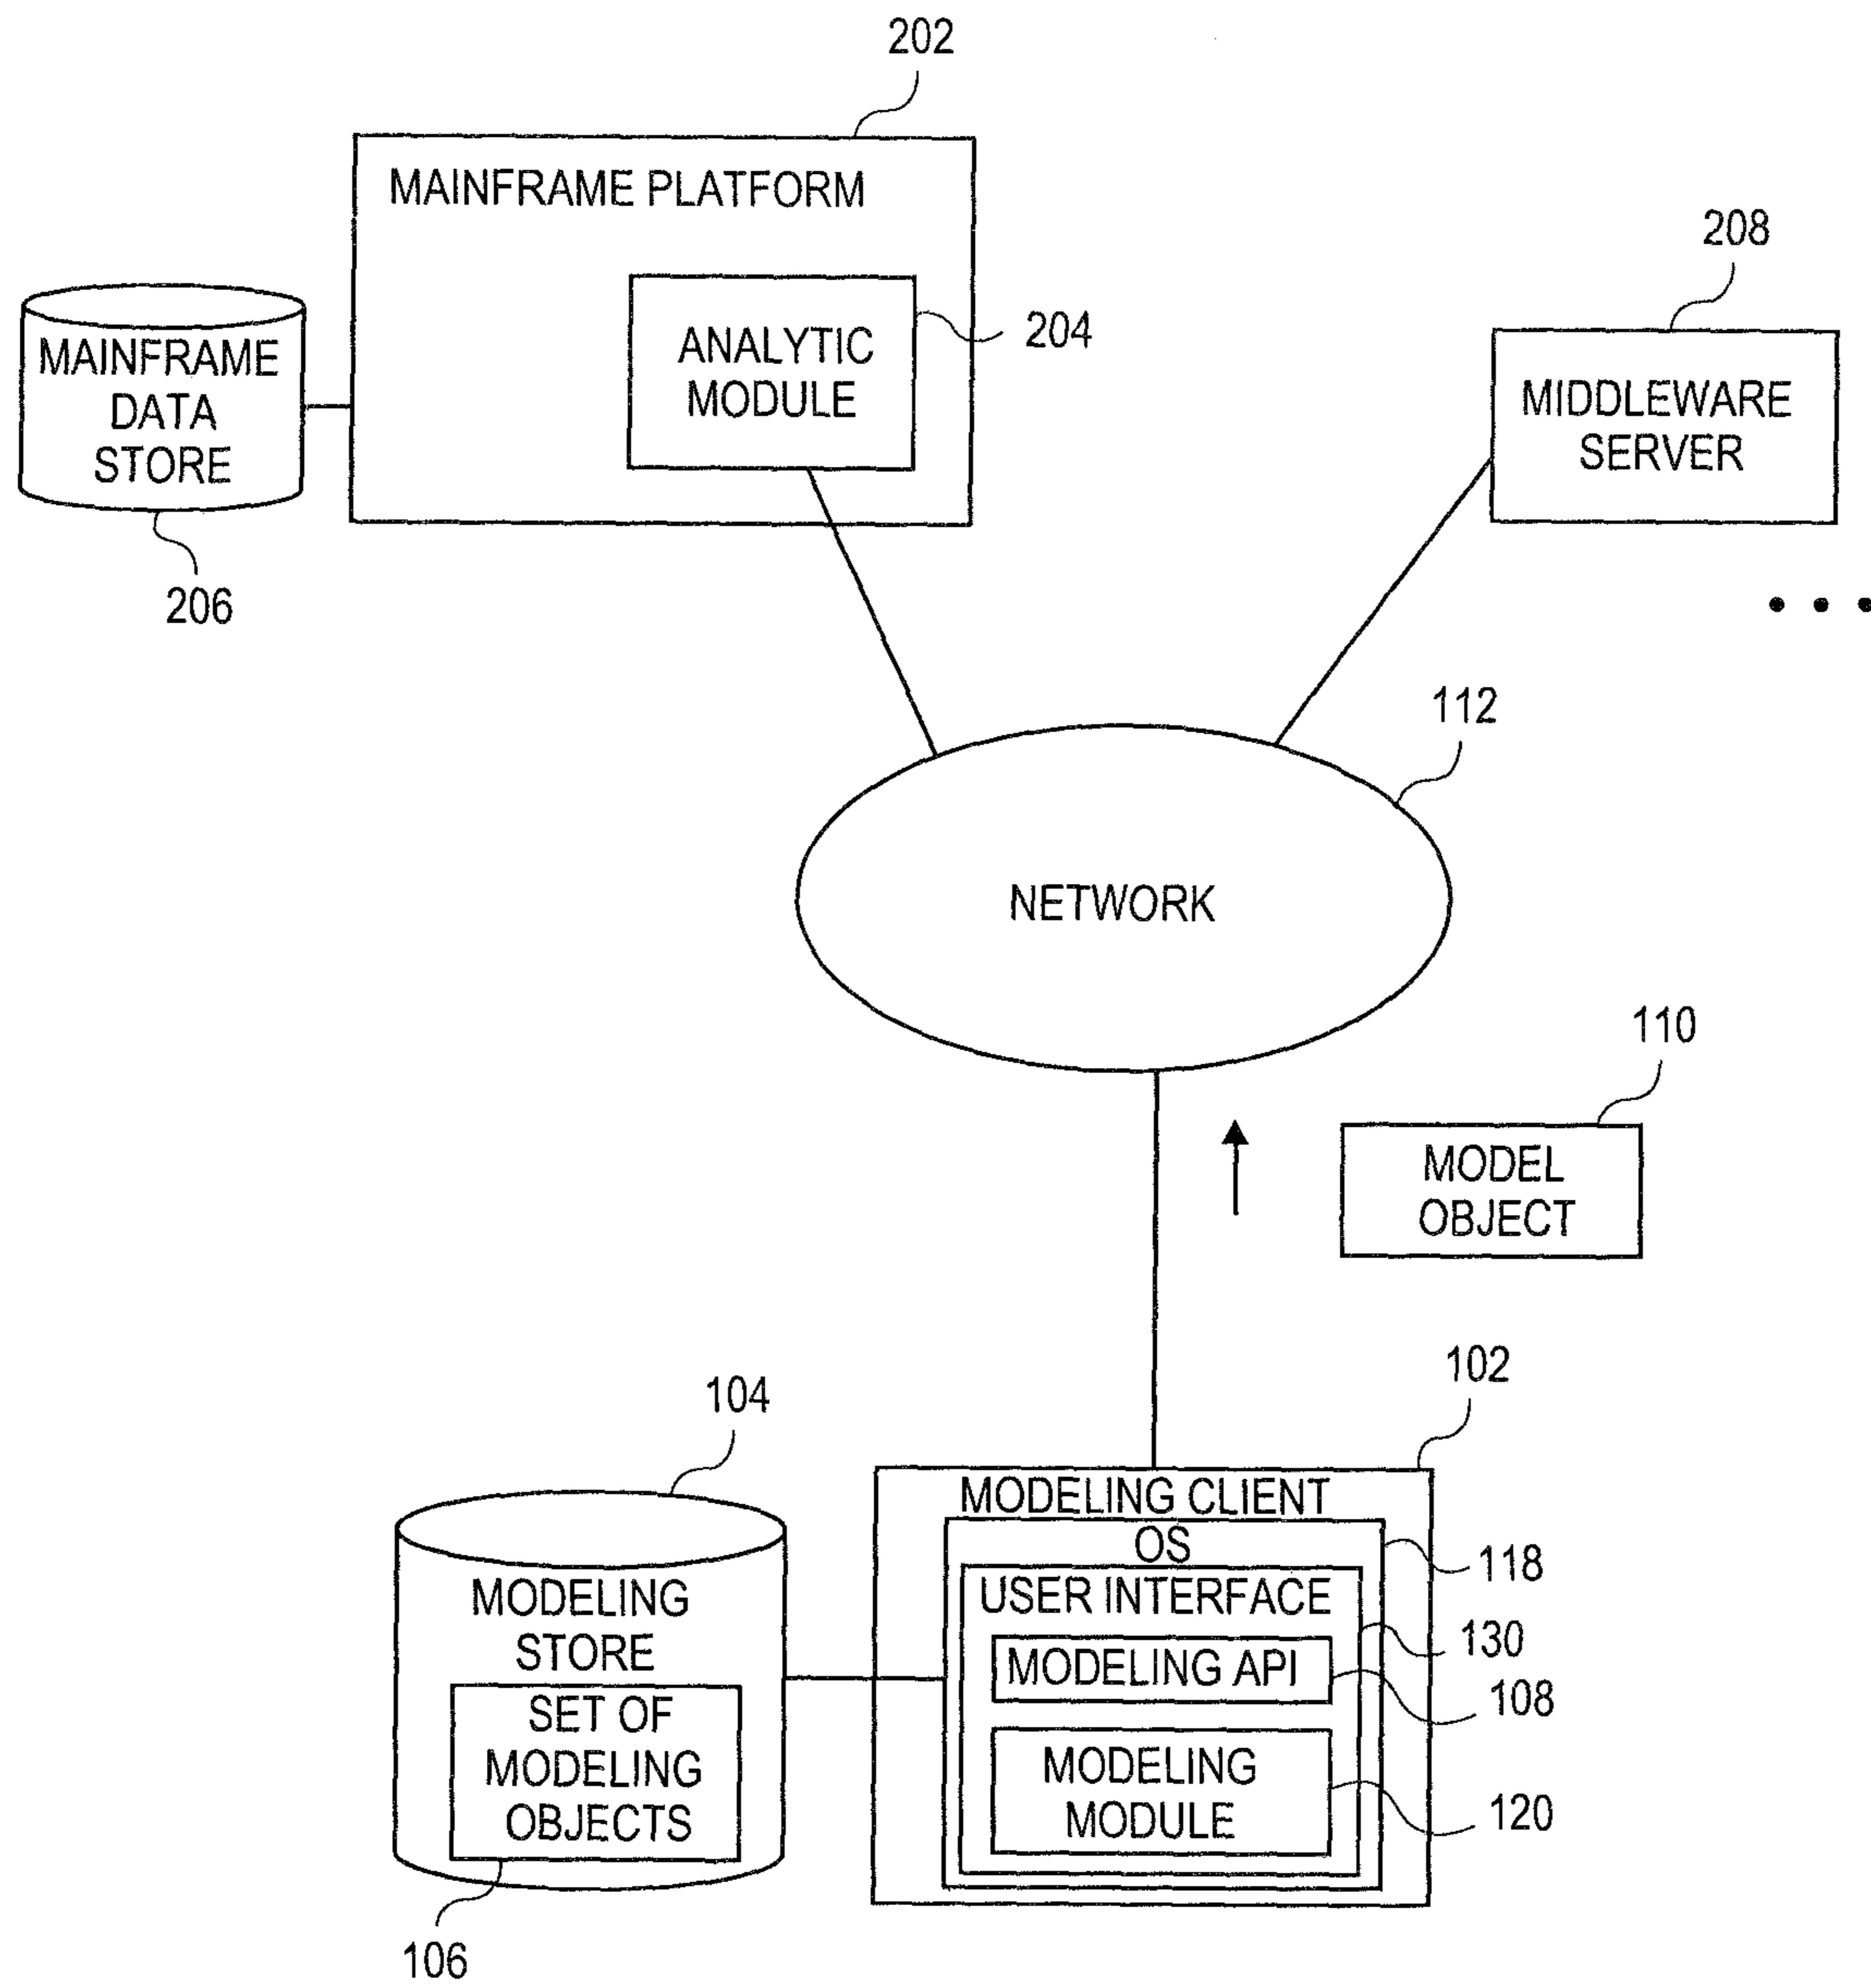 202
MAINFRAME PLATFORM
208
ANALYTIC
MODULE
204
MAINFRAME
DATA
STORE
MIDDLEWARE
SERVER
206
112
NETWORK
110
MODEL
OBJECT
102
104
MODELING CLIENT
OS
118
USER INTERFACE
130
MODELING API
108
MODELING
MODULE
120
MODELING
STORE
SET OF
MODELING
OBJECTS
106